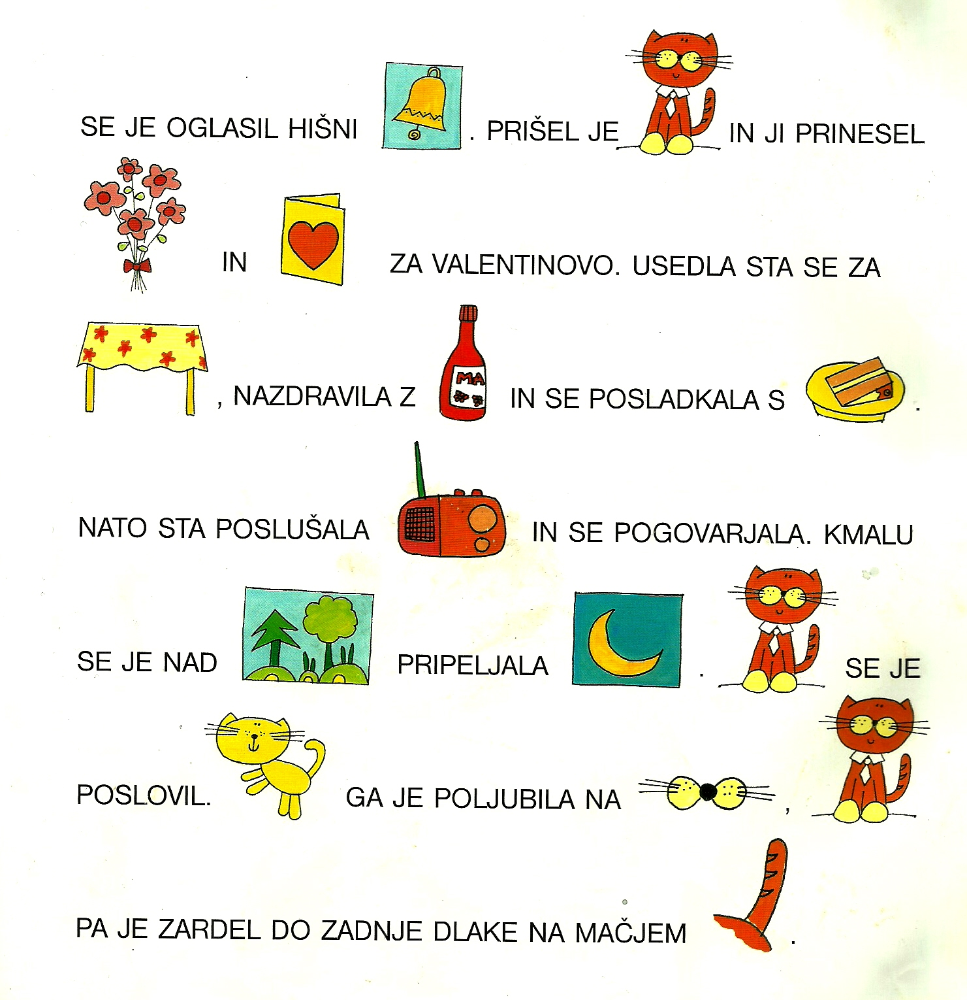 SE JE OGLASIL HIŠNI . PRIŠEL JE IN JI PRINESEL
IN ZA VALENTINOVO. USEDLA STA SE ZA
, NAZDRAVILA Z MA IN SE POSLADKALA S .
NATO STA POSLUŠALA IN SE POGOVARJALA. KMALU
SE JE NAD PRIPELJALA . SE JE
POSLOVIL. GA JE POLJUBILA NA ,
PA JE ZARDEL DO ZADNJE DLAKE NA MAČJEM .